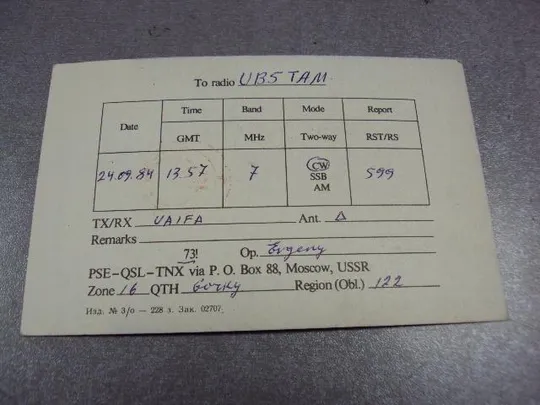 To radio UB5TAM
Date Time Band Mode Report
GMT MHz Two-way RST/RS
24.09.84 13.57 7 CW 599
SSB
AM
TX/RX UA1FA Ant. Δ
Remarks
73! Op. Evgeny
PSE-QSL-TNX via P. O. Box 88, Moscow, USSR
Zone 16 QTH Region (Obl.) 122
Изд. № З/о — 228 з. Зак. 02707.